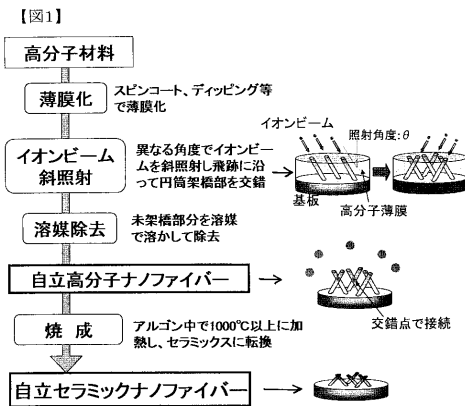 【図1】
高分子材料
薄膜化
スピンコート、ディッピング等
で薄膜化
イオンビーム
斜照射
異なる角度でイオンビー
ムを斜照射し飛跡に沿
って円筒架橋部を交錯
イオンビーム
照射角度:θ
基板
高分子薄膜
溶媒除去
未架橋部分を溶媒
で溶かして除去
自立高分子ナノファイバー
交錯点で接続
焼 成
アルゴン中で1000℃以上に加
熱し、セラミックスに転換
自立セラミックナノファイバー